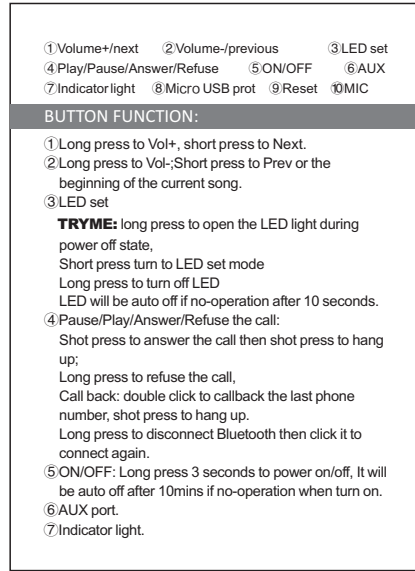 ①Volume+/next ②Volume-/previous ③LED set
④Play/Pause/Answer/Refuse ⑤ON/OFF ⑥AUX
⑦Indicator light ⑧Micro USB prot ⑨Reset ⑩MIC
BUTTON FUNCTION:
①Long press to Vol+, short press to Next.
②Long press to Vol-;Short press to Prev or the
beginning of the current song.
③LED set
TRYME: long press to open the LED light during
power off state,
Short press turn to LED set mode
Long press to turn off LED
LED will be auto off if no-operation after 10 seconds.
④Pause/Play/Answer/Refuse the call:
Shot press to answer the call then shot press to hang
up;
Long press to refuse the call,
Call back: double click to callback the last phone
number, shot press to hang up.
Long press to disconnect Bluetooth then click it to
connect again.
⑤ON/OFF: Long press 3 seconds to power on/off, It will
be auto off after 10mins if no-operation when turn on.
⑥AUX port.
⑦Indicator light.